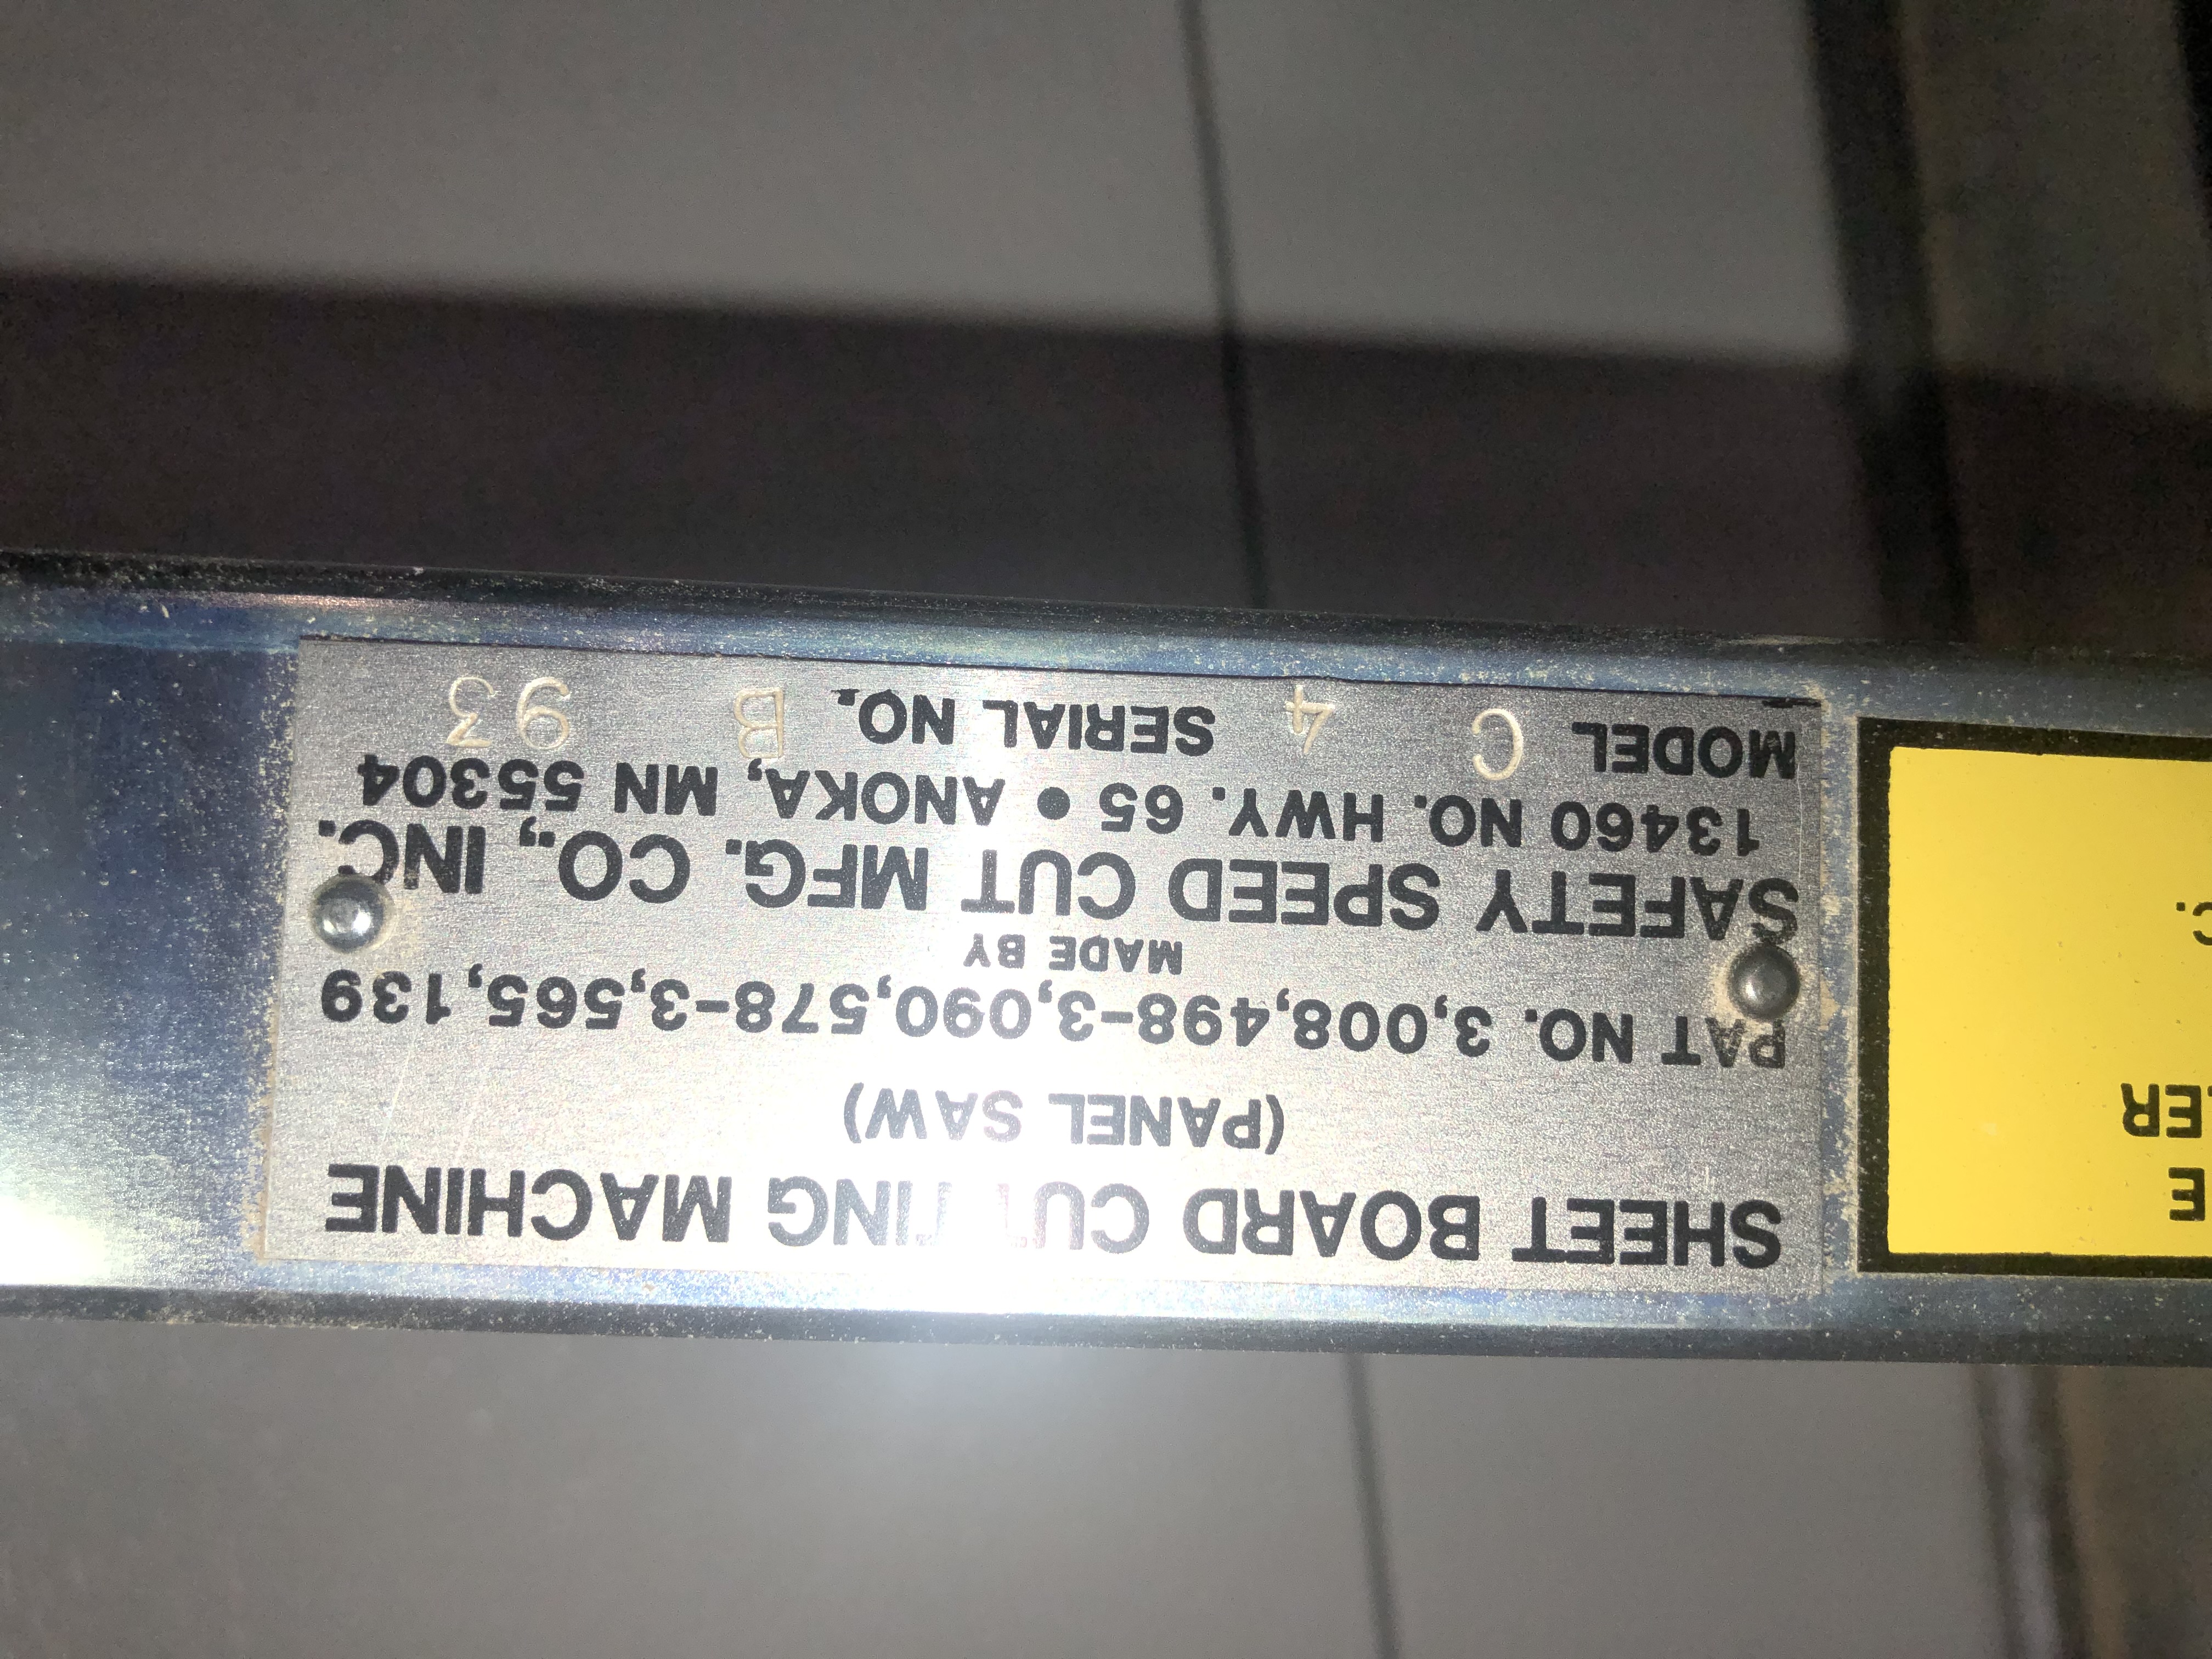 SHEET BOARD CUTTING MACHINE
(PANEL SAW)
PAT NO. 3,008,498-3,090,578-3,565,139
MADE BY
SAFETY SPEED CUT MFG. CO., INC.
13460 NO. HWY. 65 • ANOKA, MN 55304
MODEL C 4 SERIAL NO. B 93